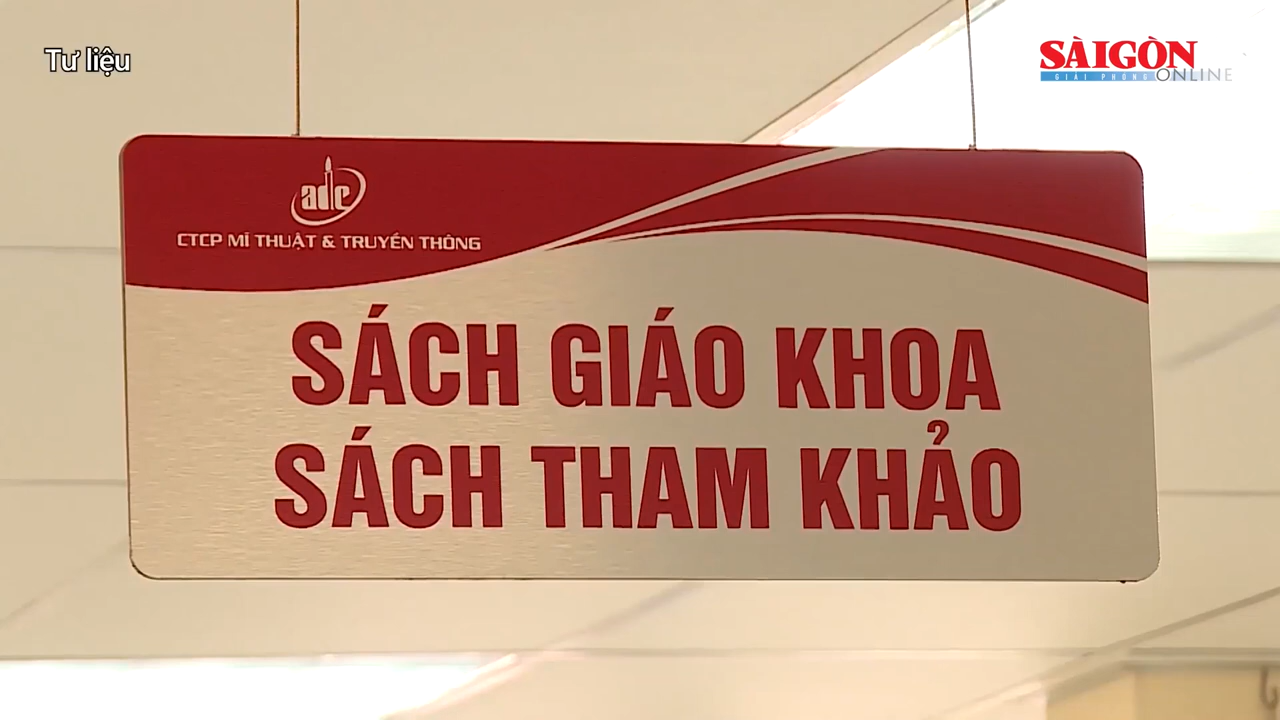 Tư liệu
SÀIGÒN
GIẢI PHÓNG ONLINE
adc
CTCP MĨ THUẬT & TRUYỀN THÔNG
SÁCH GIÁO KHOA
SÁCH THAM KHẢO